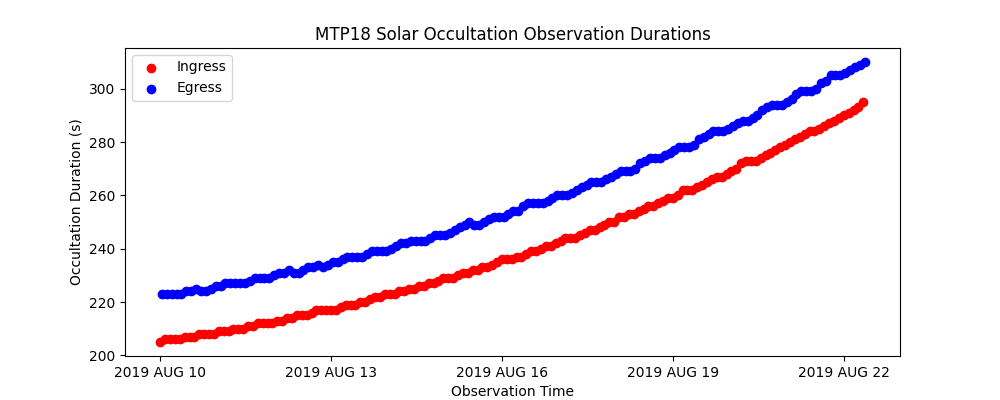 MTP18 Solar Occultation Observation Durations
Ingress
Egress
Occultation Duration (s)
300
280
260
240
220
200
2019 AUG 10
2019 AUG 13
2019 AUG 16
2019 AUG 19
2019 AUG 22
Observation Time